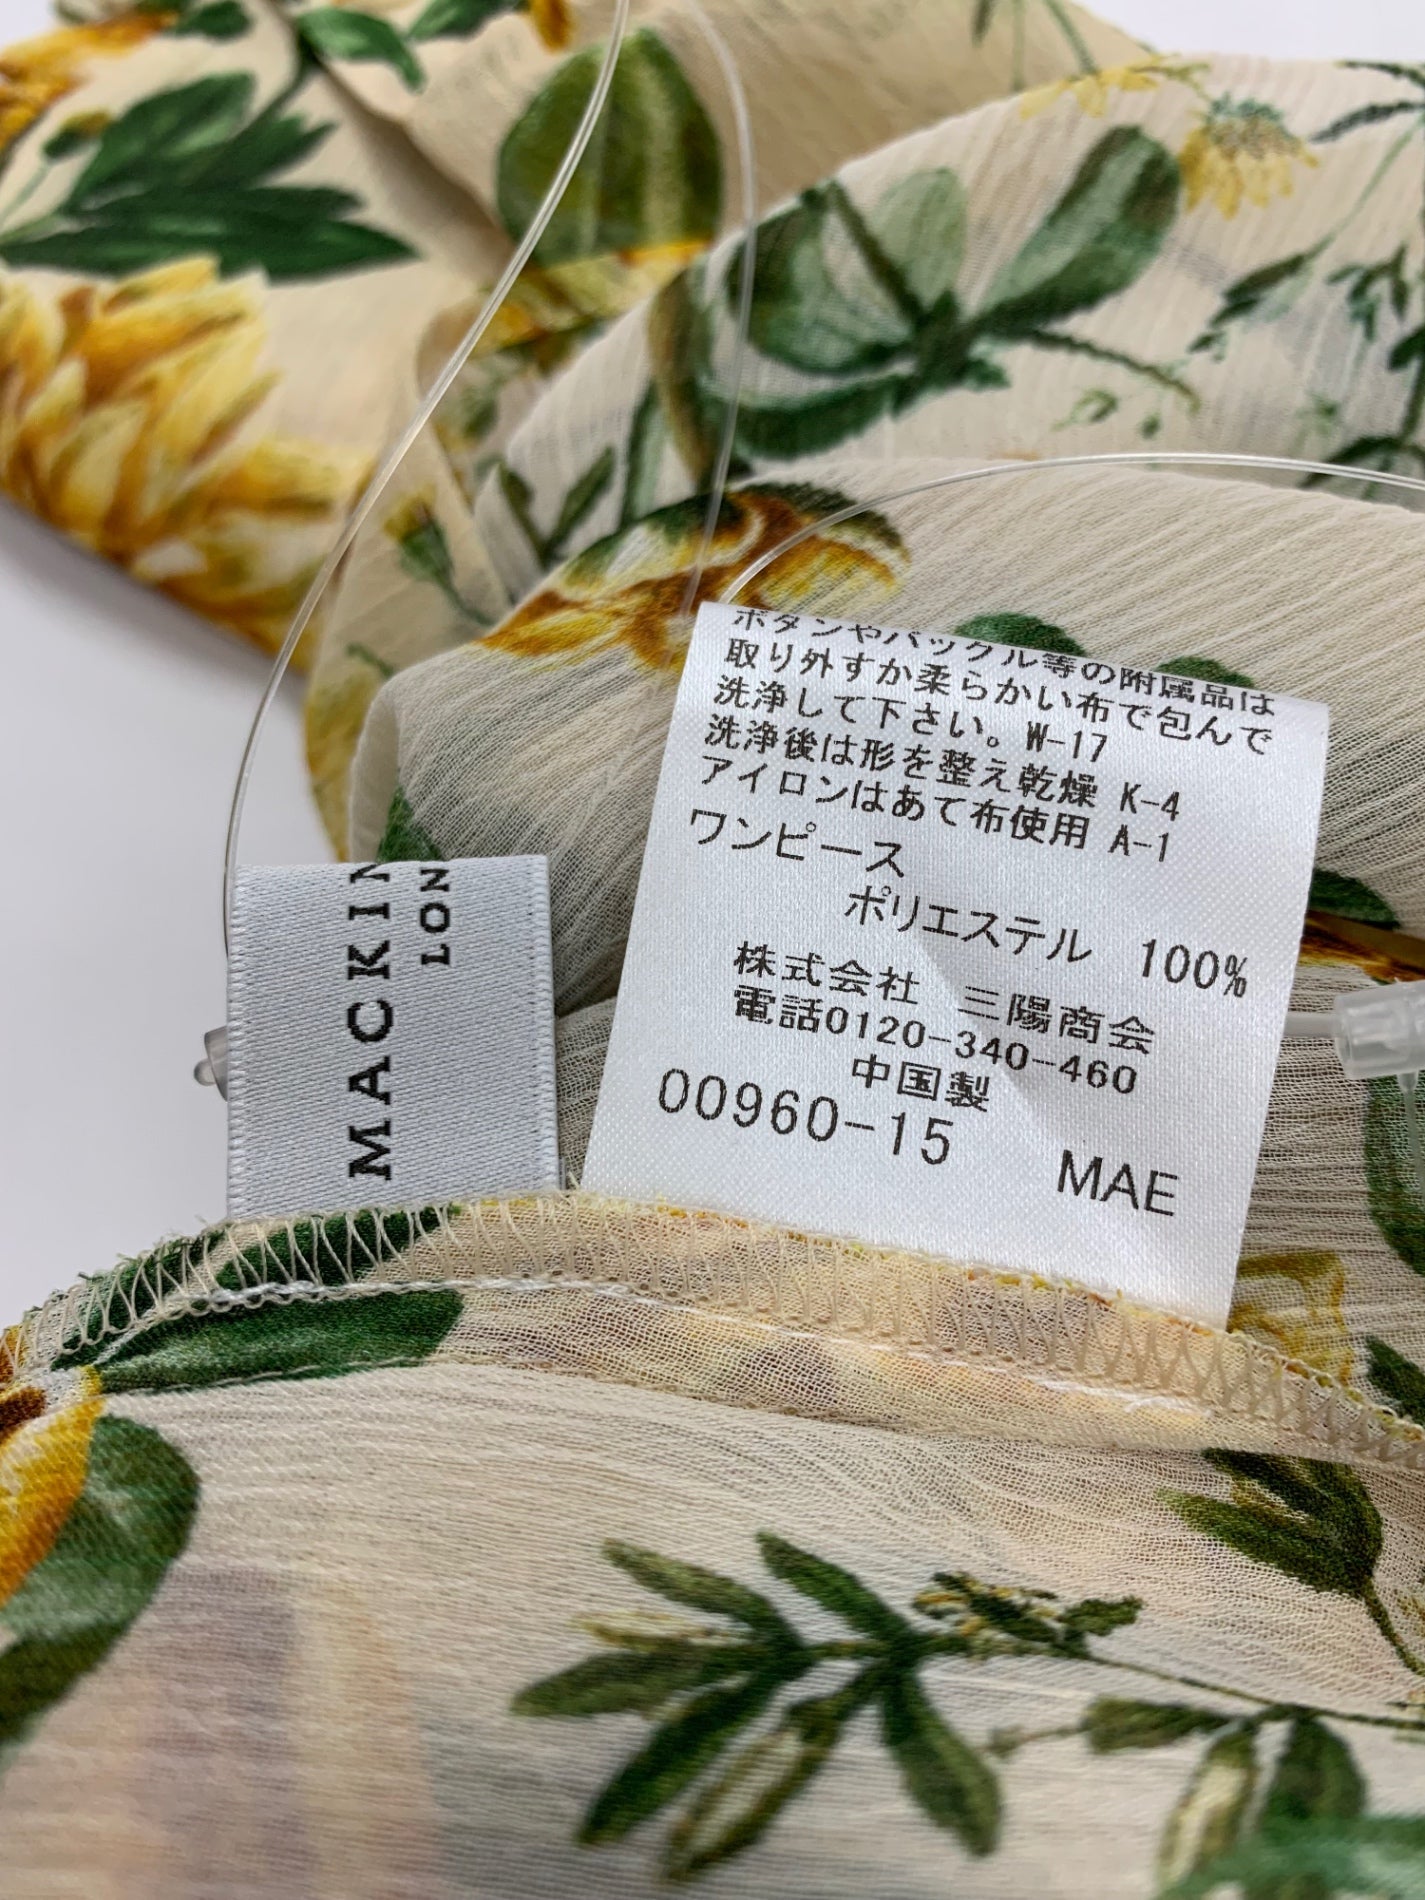 MACKIN
LON
ボタンやバックル等の附属品は
取り外すか柔らかい布で包んで
洗浄して下さい。W-17
洗浄後は形を整え乾燥 K-4
アイロンはあて布使用 A-1
ワンピース
ポリエステル 100%
株式会社 三陽商会
電話0120-340-460
中国製
00960-15 MAE